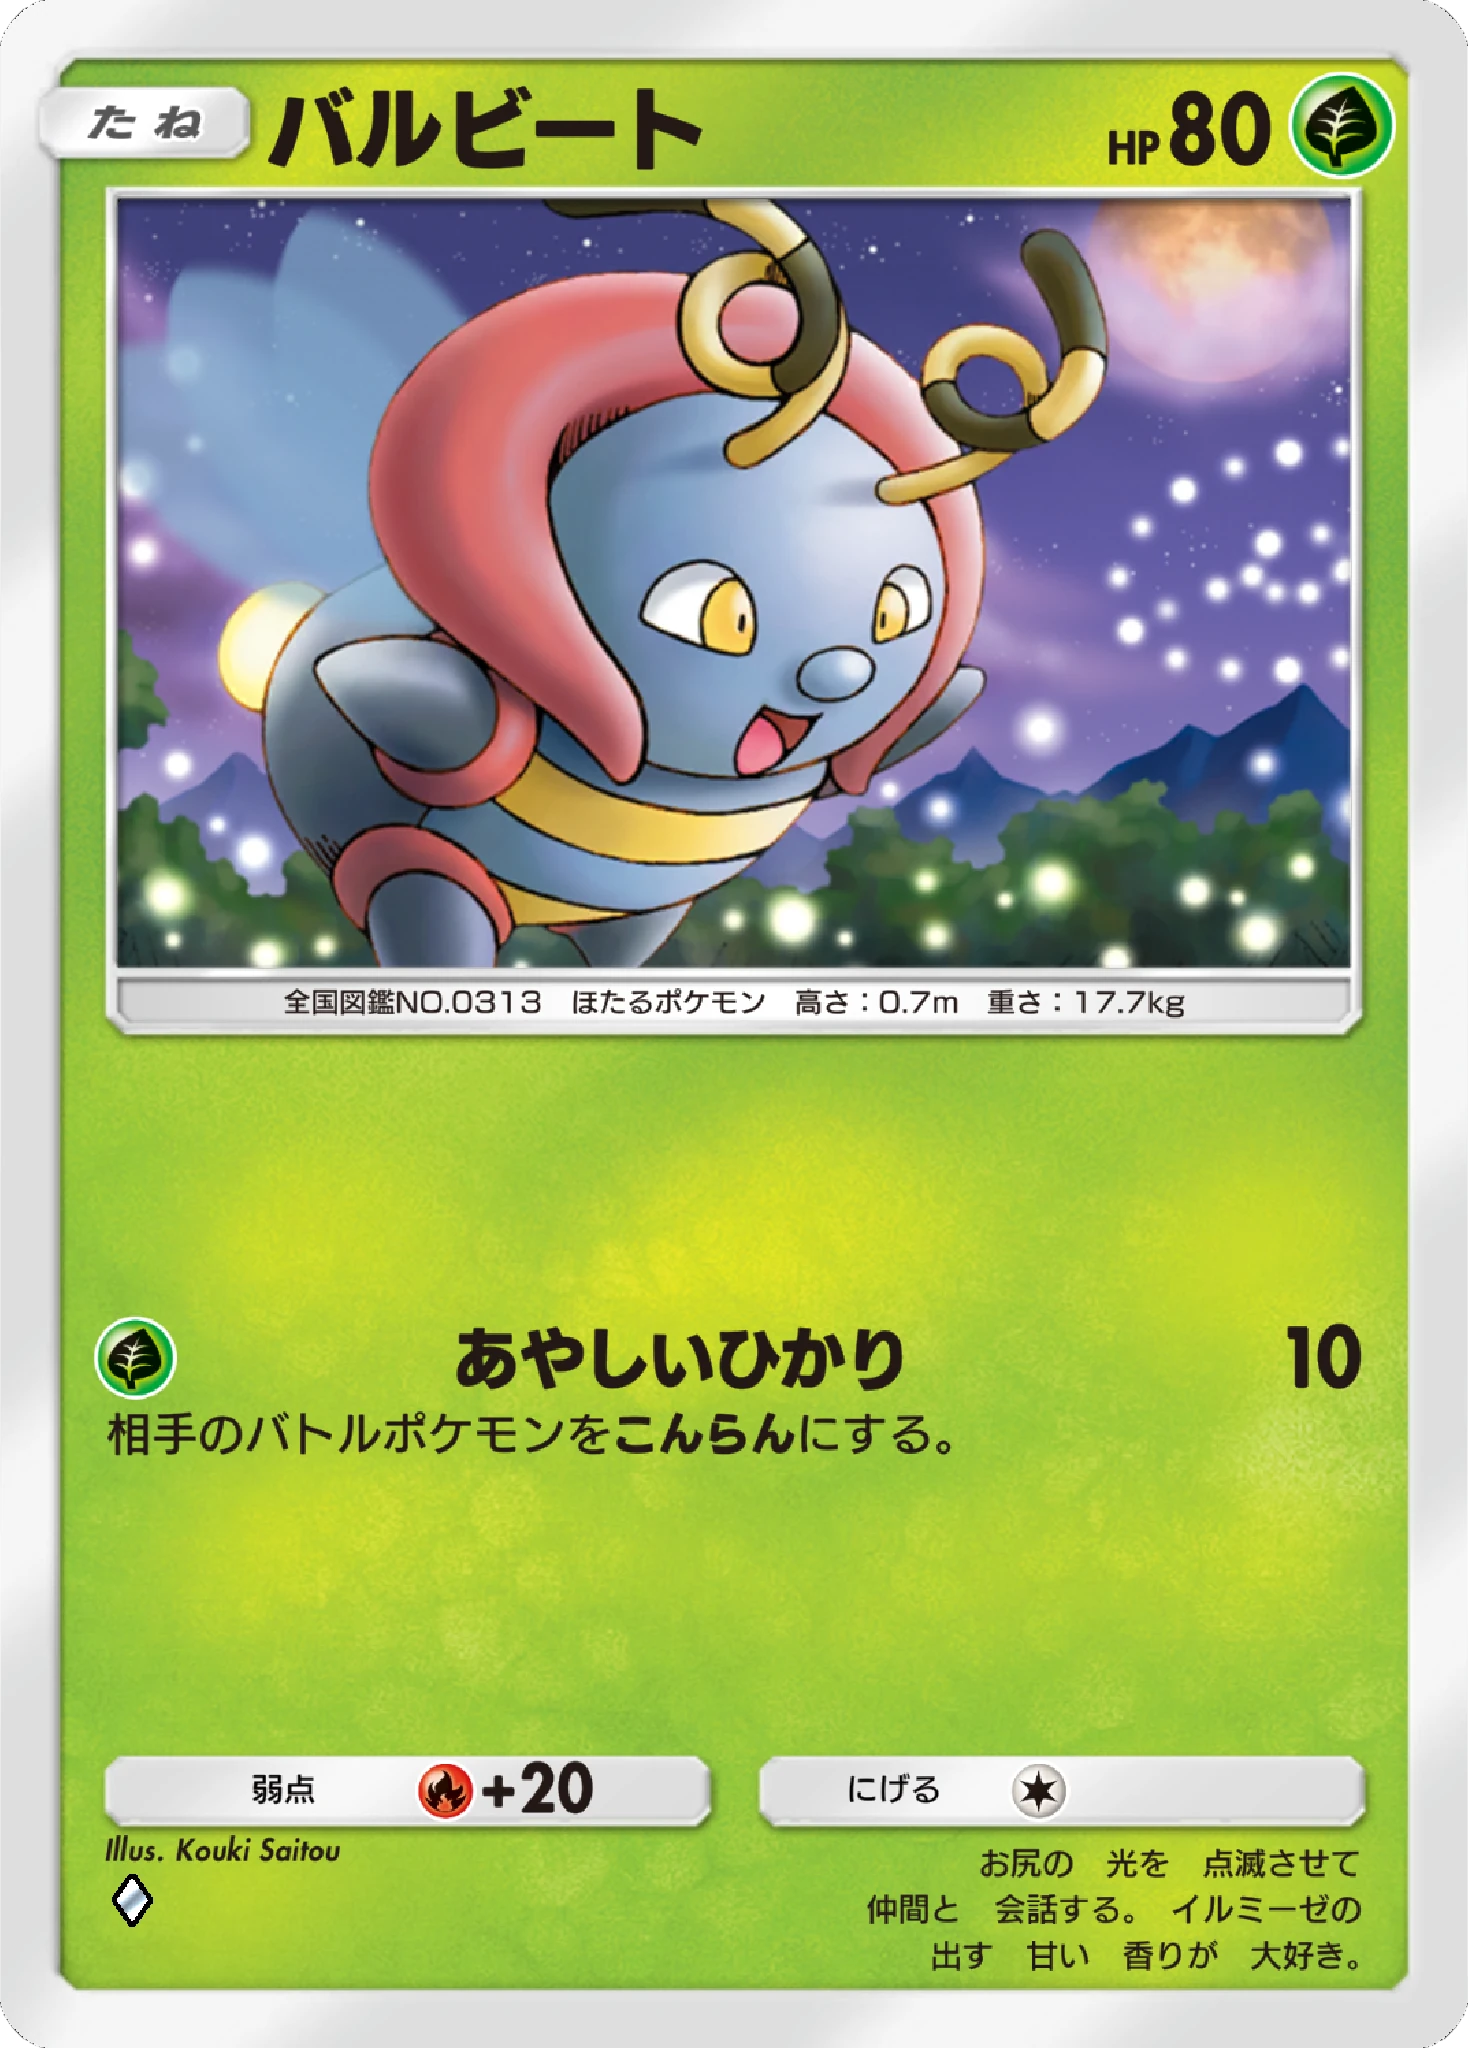 たね バルビート HP 80
全国図鑑NO.0313 ほたるポケモン 高さ：0.7m 重さ：17.7kg
あやしいひかり 10
相手のバトルポケモンをこんらんにする。
弱点 +20 にげる
Illus. Kouki Saitou
お尻の 光を 点滅させて
仲間と 会話する。 イルミーゼの
出す 甘い 香りが 大好き。